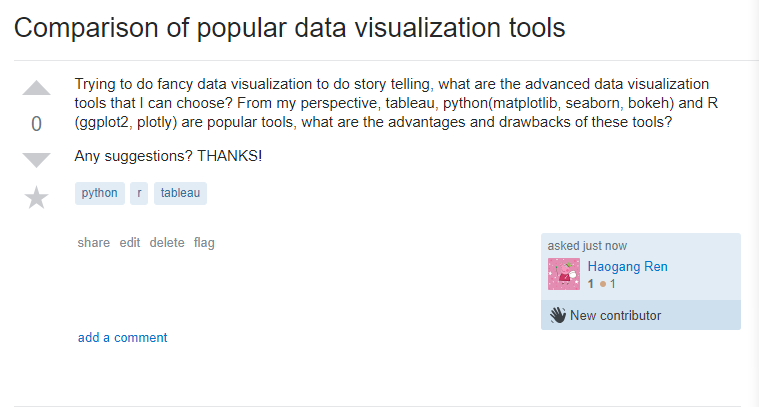 Comparison of popular data visualization tools
Trying to do fancy data visualization to do story telling, what are the advanced data visualization
tools that I can choose? From my perspective, tableau, python(matplotlib, seaborn, bokeh) and R
0
(ggplot2, plotly) are popular tools, what are the advantages and drawbacks of these tools?
Any suggestions? THANKS!
python r tableau
share edit delete flag
asked just now
Haogang Ren
1 1
New contributor
add a comment